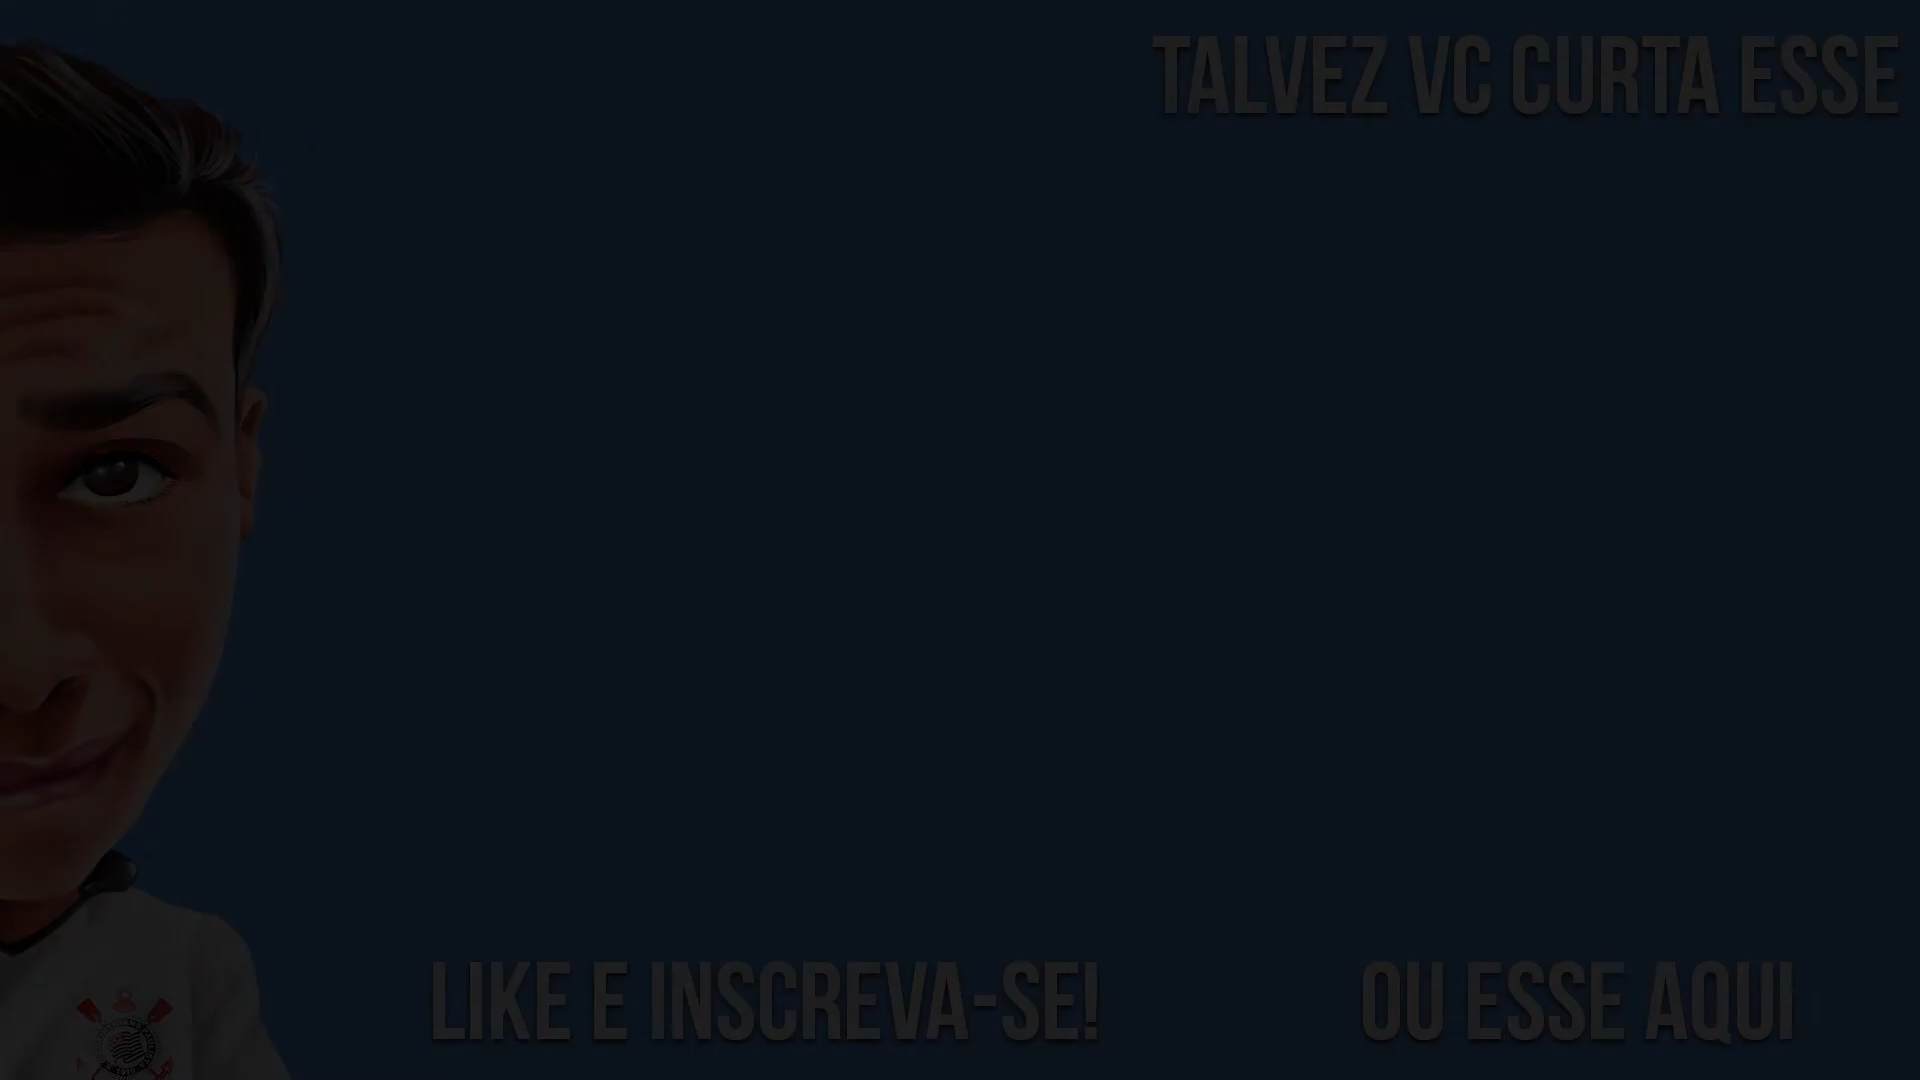 TALVEZ VC CURTA ESSE
LIKE E INSCREVA-SE!
OU ESSE AQUI